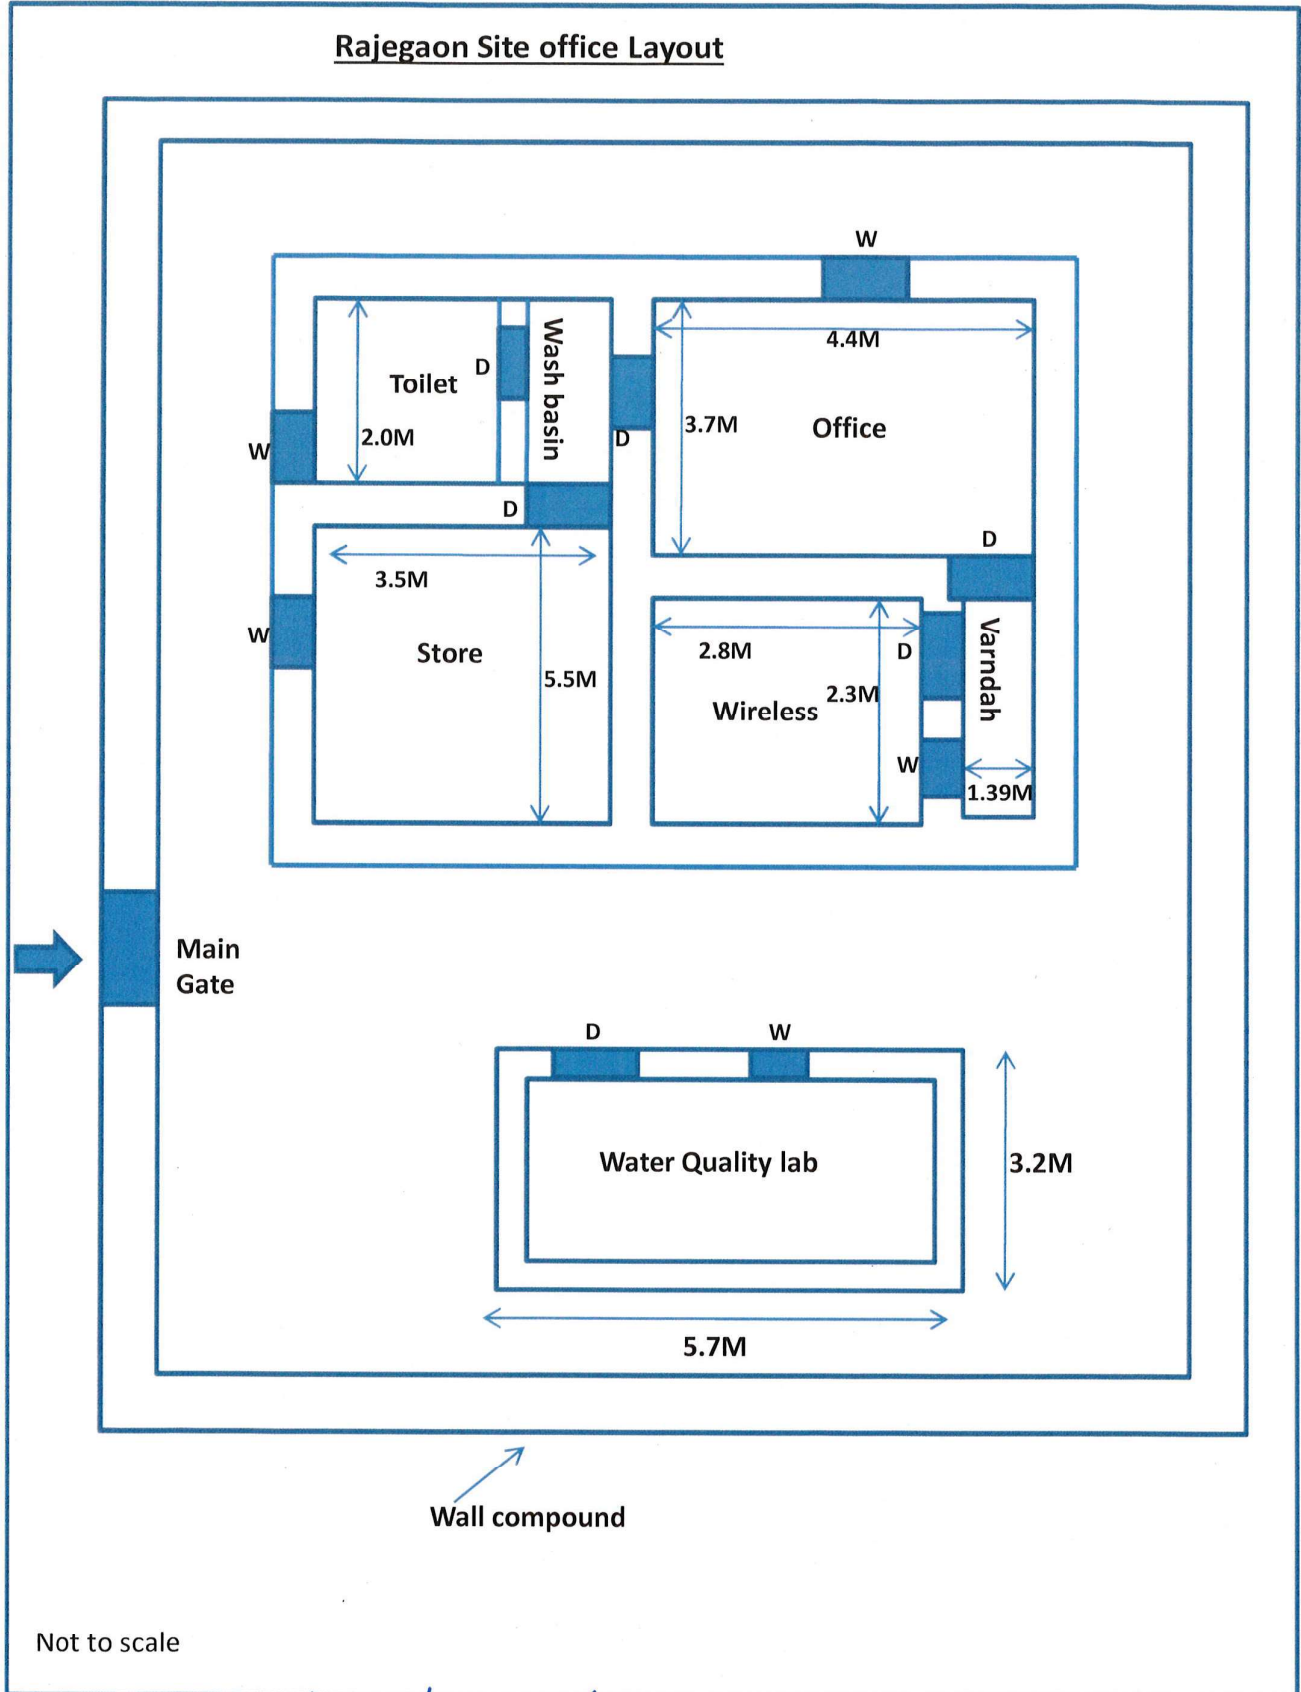 Rajegaon Site office Layout
W
4.4M
Toilet
D
Wash basin
3.7M
Office
2.0M
D
W
D
D
3.5M
W
Store
5.5M
2.8M
D
2.3M
Wireless
Varndah
W
1.39M
Main
Gate
D
W
Water Quality lab
3.2M
5.7M
Wall compound
Not to scale